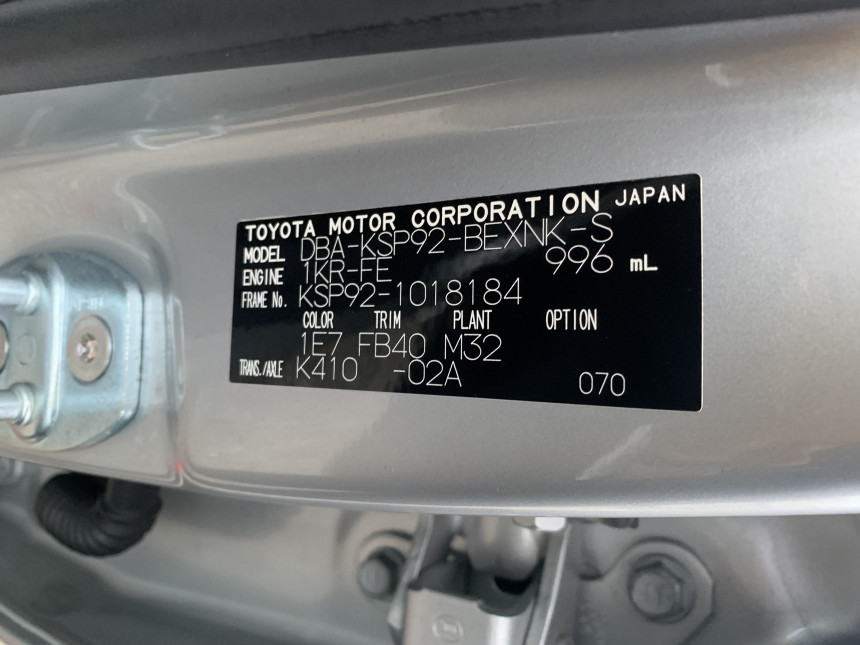 TOYOTA MOTOR CORPORATION JAPAN
MODEL DBA-KSP92-BEXNK-S
ENGINE 1KR-FE 996 mL
FRAME No. KSP92-1018184
COLOR TRIM PLANT OPTION
1E7 FB40 M32
TRANS./AXLE K410 -02A 070